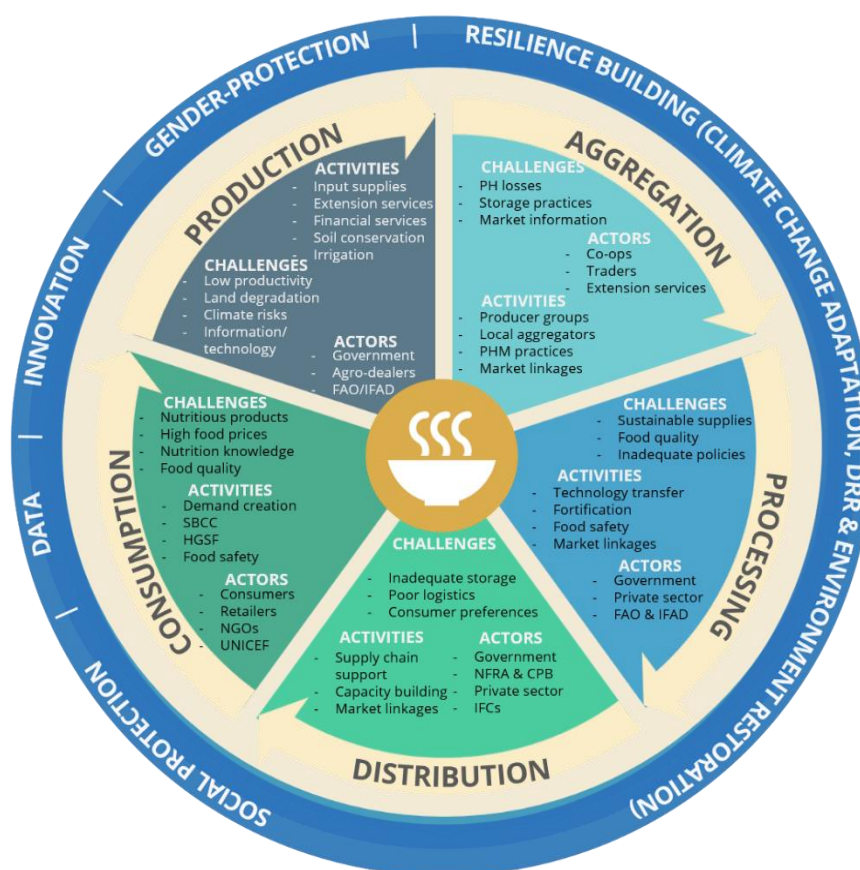 GENDER-PROTECTION
|
RESILIENCE BUILDING (CLIMATE CHANGE ADAPTATION, DRR & ENVIRONMENT RESTORATION)
SOCIAL PROTECTION
|
DATA
|
INNOVATION
|
PRODUCTION
ACTIVITIES
- Input supplies
- Extension services
- Financial services
- Soil conservation
- Irrigation
CHALLENGES
- Low productivity
- Land degradation
- Climate risks
- Information/
technology
ACTORS
- Government
- Agro-dealers
- FAO/IFAD
AGGREGATION
CHALLENGES
- PH losses
- Storage practices
- Market information
ACTORS
- Co-ops
- Traders
- Extension services
ACTIVITIES
- Producer groups
- Local aggregators
- PHM practices
- Market linkages
PROCESSING
CHALLENGES
- Sustainable supplies
- Food quality
- Inadequate policies
ACTIVITIES
- Technology transfer
- Fortification
- Food safety
- Market linkages
ACTORS
- Government
- Private sector
- FAO & IFAD
DISTRIBUTION
CHALLENGES
- Inadequate storage
- Poor logistics
- Consumer preferences
ACTIVITIES
- Supply chain
support
- Capacity building
- Market linkages
ACTORS
- Government
- NFRA & CPB
- Private sector
- IFCs
CONSUMPTION
CHALLENGES
- Nutritious products
- High food prices
- Nutrition knowledge
- Food quality
ACTIVITIES
- Demand creation
- SBCC
- HGSF
- Food safety
ACTORS
- Consumers
- Retailers
- NGOs
- UNICEF